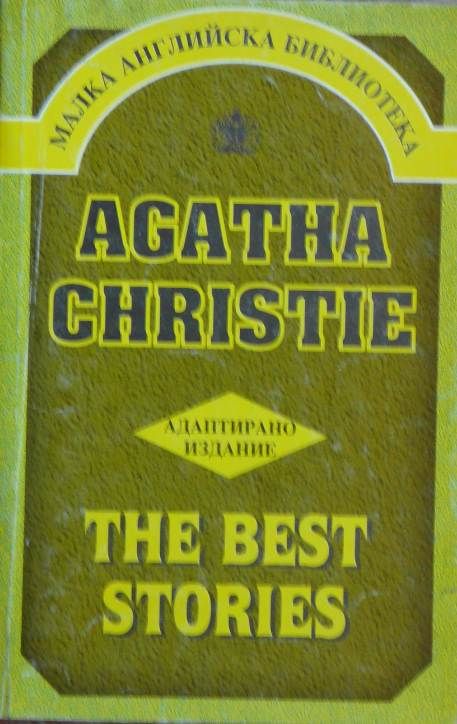 МАЛКА АНГЛИЙСКА БИБЛИОТЕКА
AGATHA
CHRISTIE
АДАПТИРАНО
ИЗДАНИЕ
THE BEST
STORIES